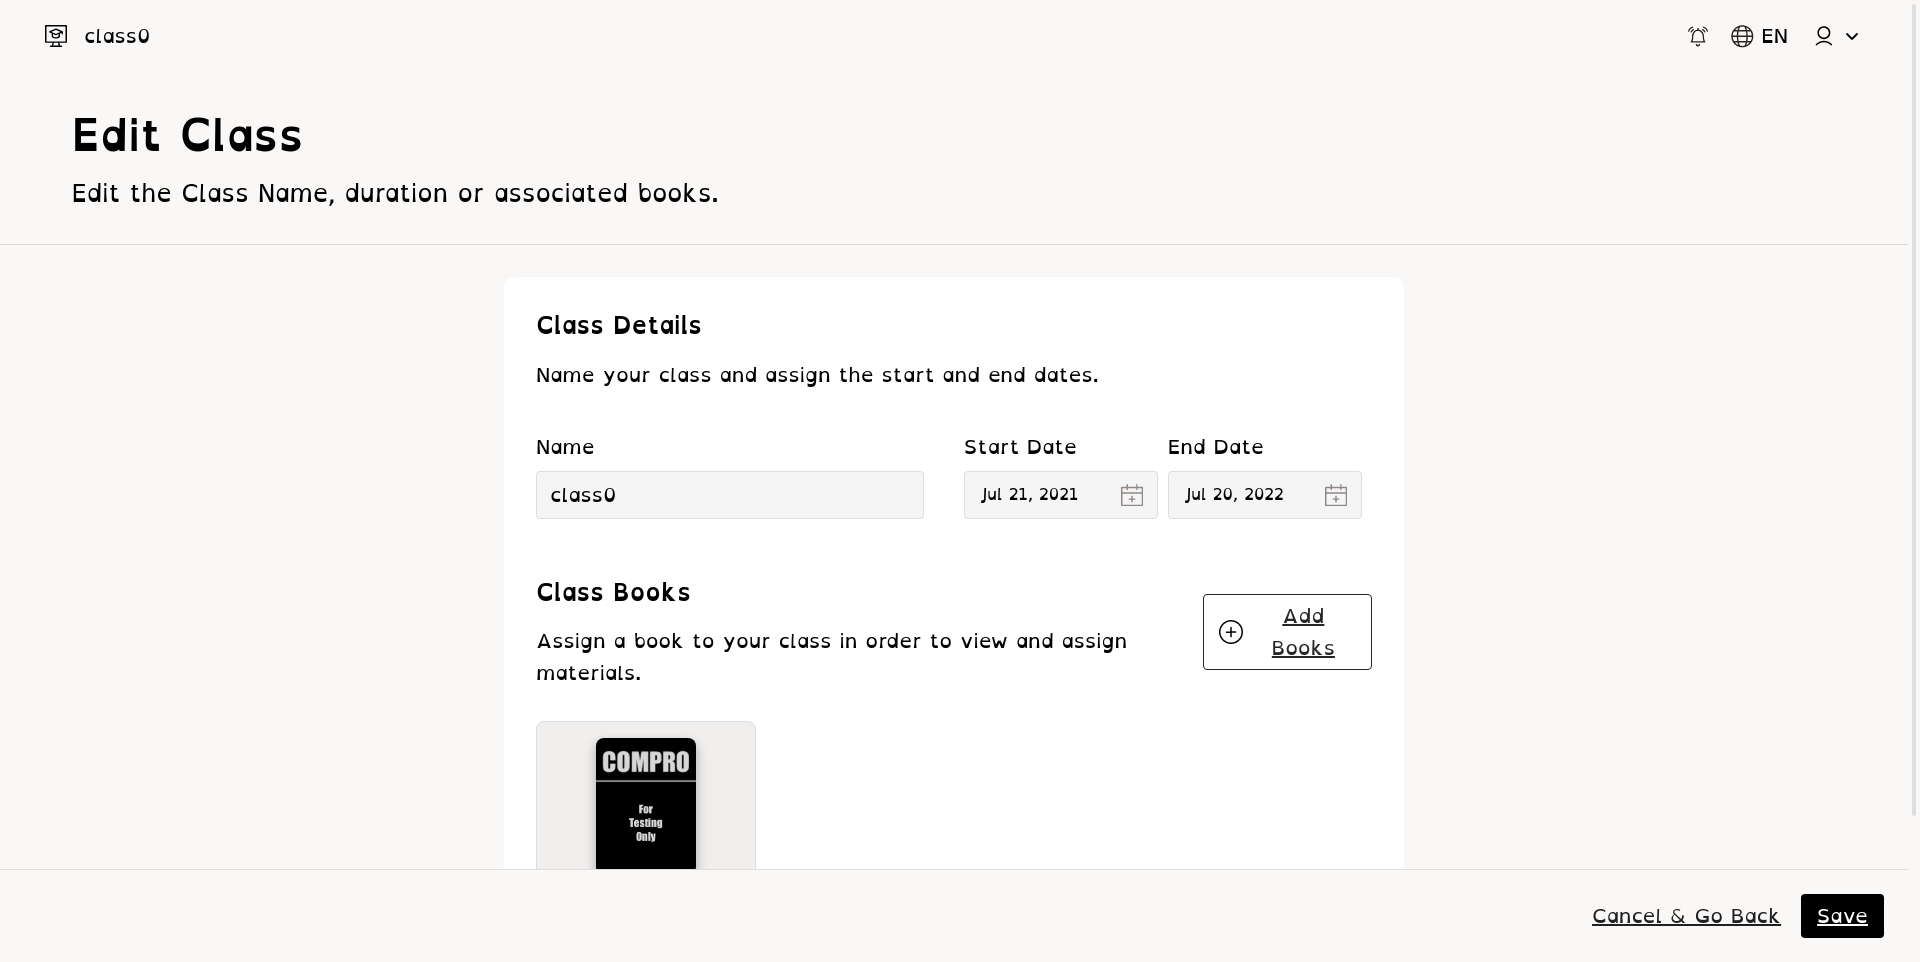 class0
EN
Edit Class
Edit the Class Name, duration or associated books.
Class Details
Name your class and assign the start and end dates.
Name
Start Date
End Date
class0
Jul 21, 2021
Jul 20, 2022
Class Books
Assign a book to your class in order to view and assign
materials.
Add
Books
COMPRO
For
Testing
Only
Cancel & Go Back
Save